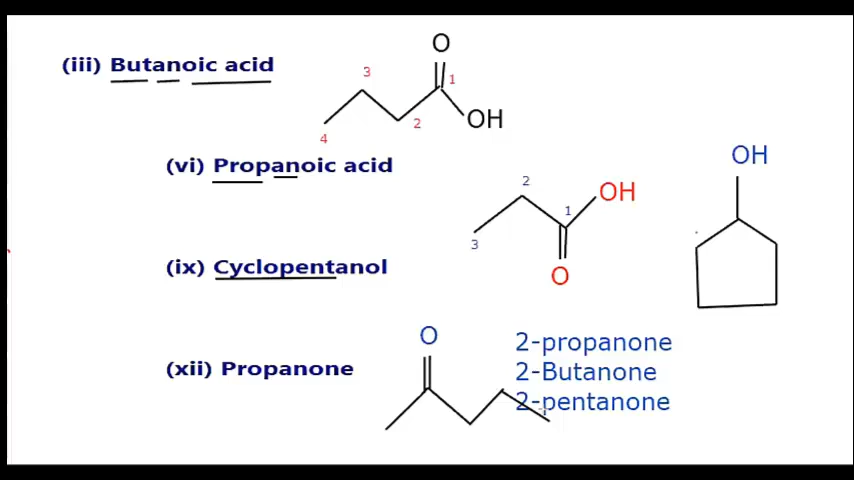 O
(iii) Butanoic acid
3
1
2
OH
4
OH
(vi) Propanoic acid
2
OH
1
3
O
(ix) Cyclopentanol
O
2-propanone
(xii) Propanone
2-Butanone
2-pentanone